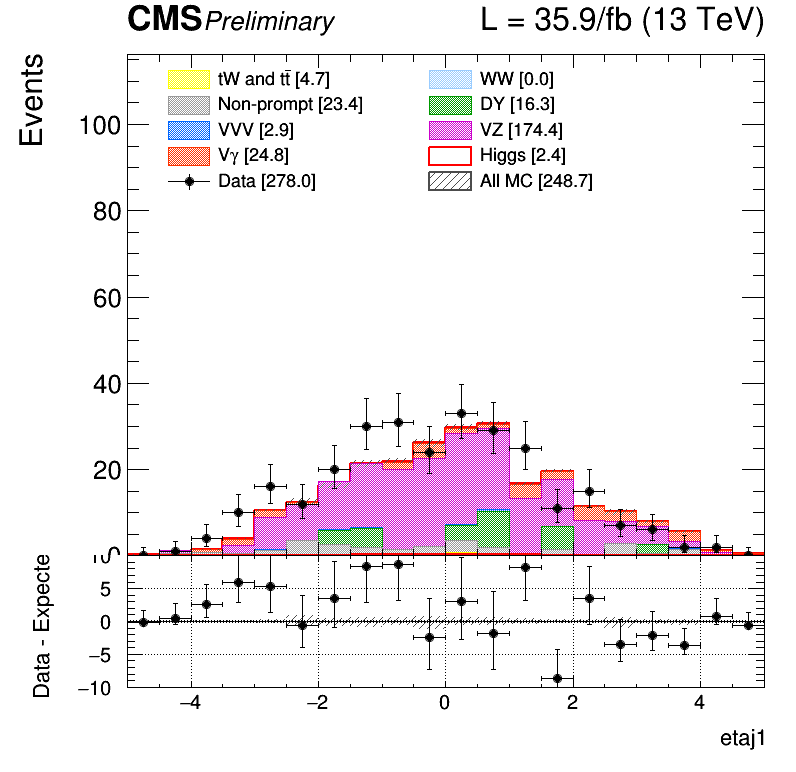 CMS Preliminary L = 35.9/fb (13 TeV)
Events
tW and tt̄ [4.7] WW [0.0]
Non-prompt [23.4] DY [16.3]
VVV [2.9] VZ [174.4]
Vγ [24.8] Higgs [2.4]
Data [278.0] All MC [248.7]
100
80
60
40
20
Data - Expecte
5
0
−5
−10
−4 −2 0 2 4
etaj1